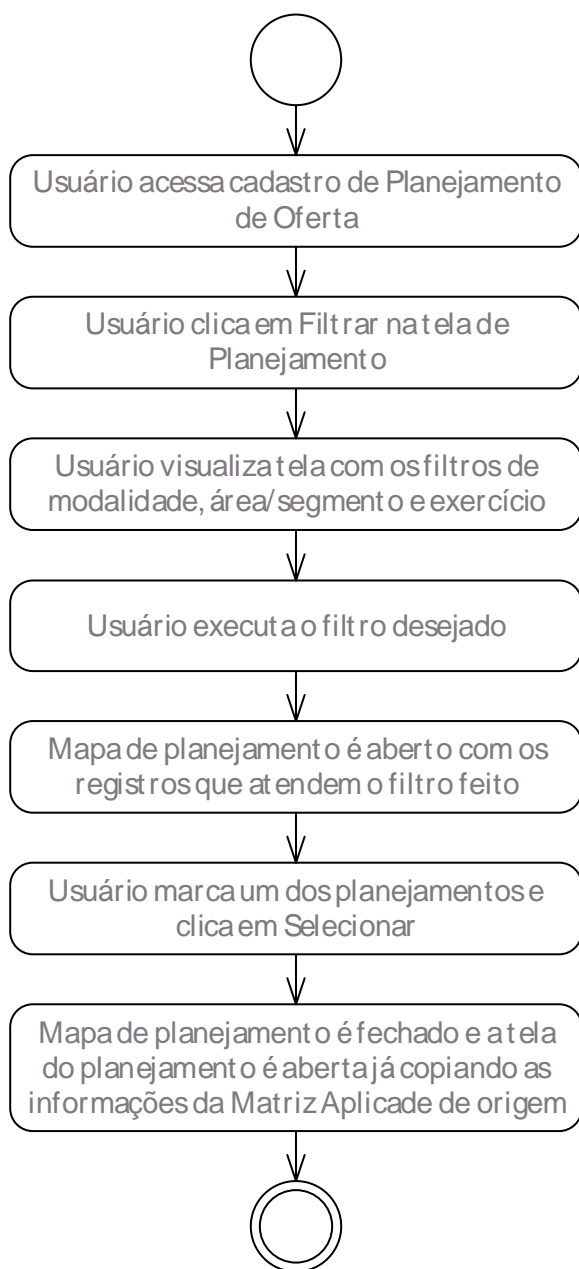 Usuário acessa cadastro de Planejamento
de Oferta
Usuário clica em Filtrar na tela de
Planejamento
Usuário visualiza tela com os filtros de
modalidade, área/segmento e exercício
Usuário executa o filtro desejado
Mapa de planejamento é aberto com os
registros que atendem o filtro feito
Usuário marca um dos planejamentos e
clica em Selecionar
Mapa de planejamento é fechado e a tela
do planejamento é aberta já copiando as
informações da Matriz Aplicade de origem